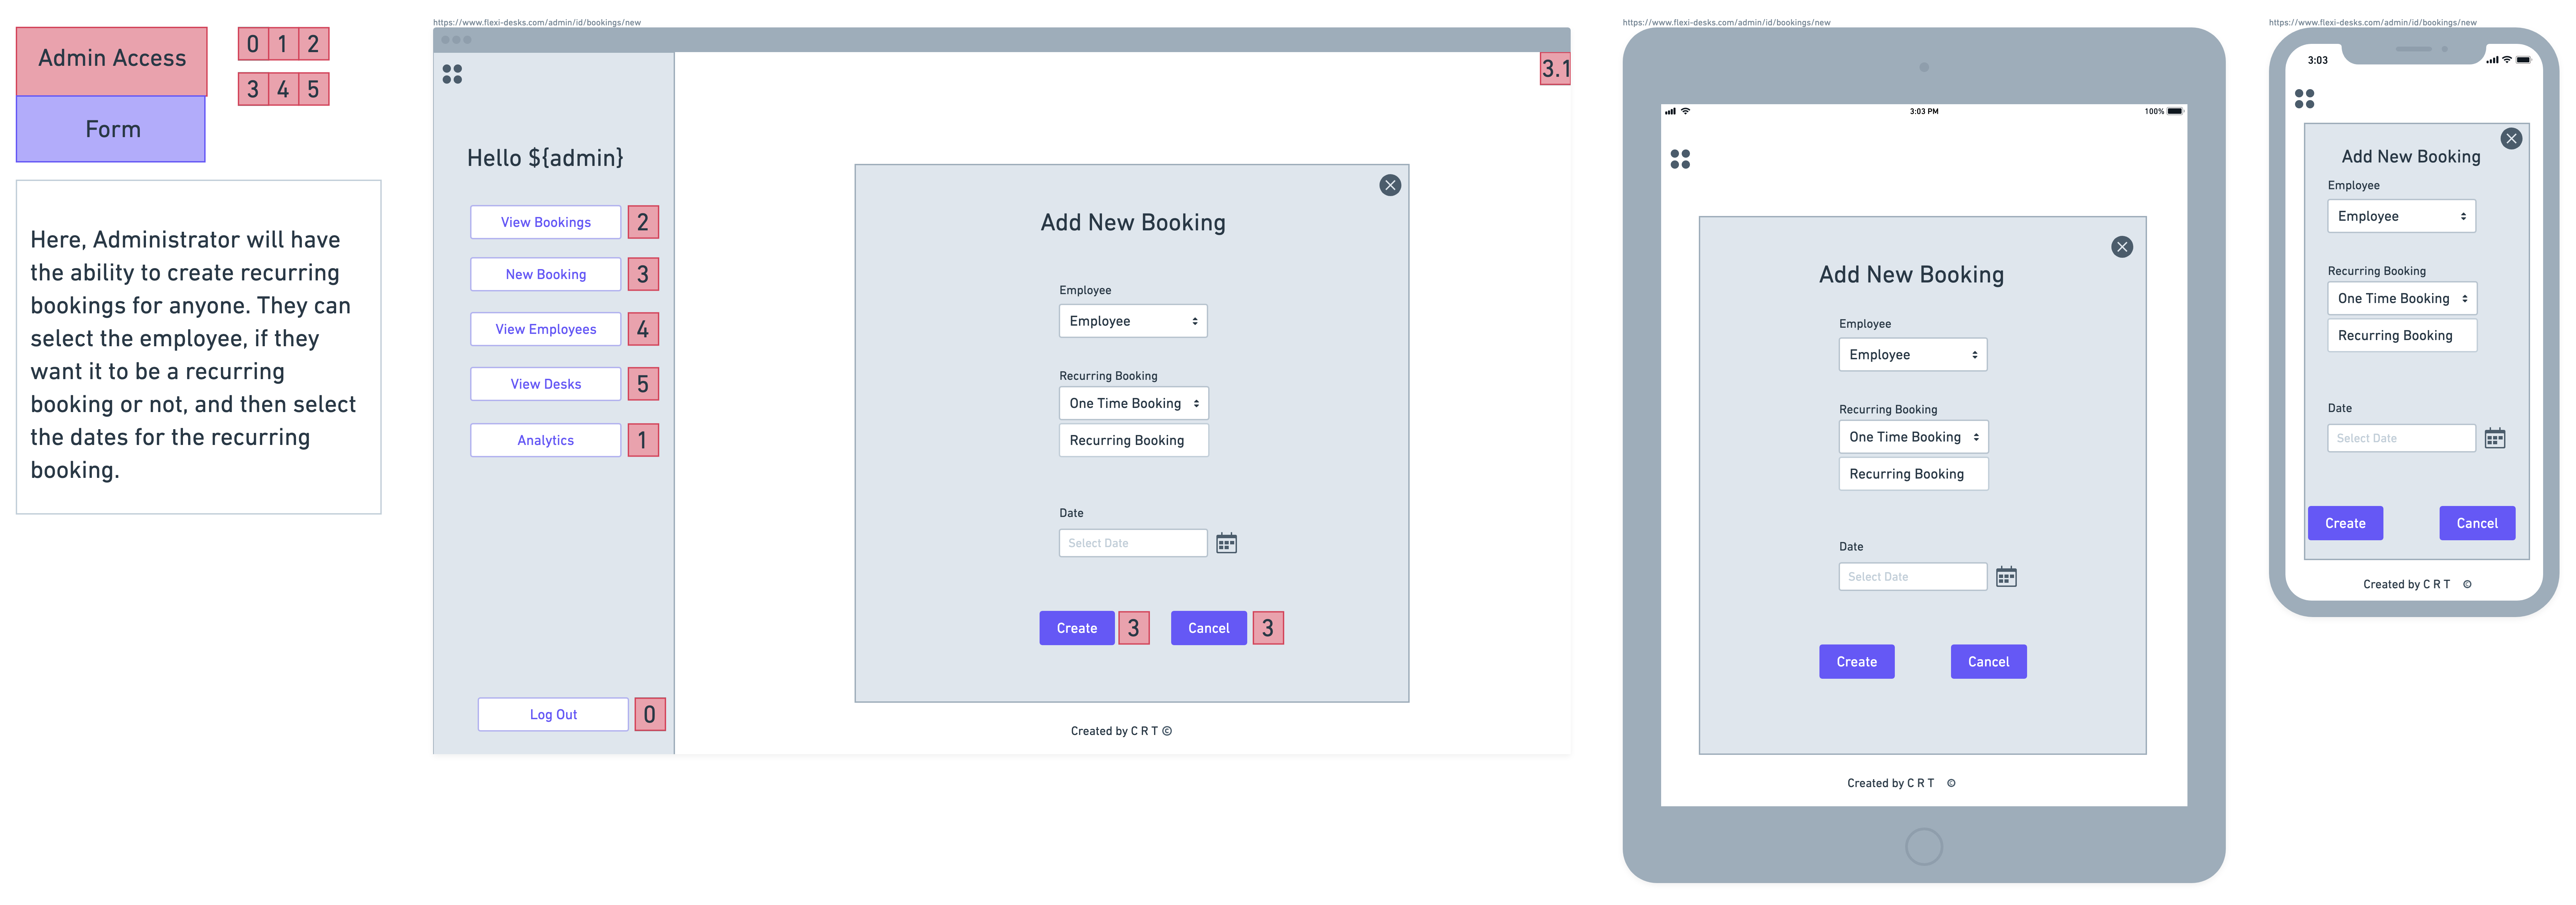 Admin Access
0 1 2
3 4 5
Form
Here, Administrator will have
the ability to create recurring
bookings for anyone. They can
select the employee, if they
want it to be a recurring
booking or not, and then select
the dates for the recurring
booking.
https://www.flexi-desks.com/admin/id/bookings/new
3.1
Hello ${admin}
View Bookings 2
New Booking 3
View Employees 4
View Desks 5
Analytics 1
Log Out 0
Add New Booking
Employee
Employee
Recurring Booking
One Time Booking
Recurring Booking
Date
Select Date
Create 3 Cancel 3
Created by C R T ©
https://www.flexi-desks.com/admin/id/bookings/new
3:03 PM 100%
Add New Booking
Employee
Employee
Recurring Booking
One Time Booking
Recurring Booking
Date
Select Date
Create Cancel
Created by C R T ©
https://www.flexi-desks.com/admin/id/bookings/new
3:03
Add New Booking
Employee
Employee
Recurring Booking
One Time Booking
Recurring Booking
Date
Select Date
Create Cancel
Created by C R T ©